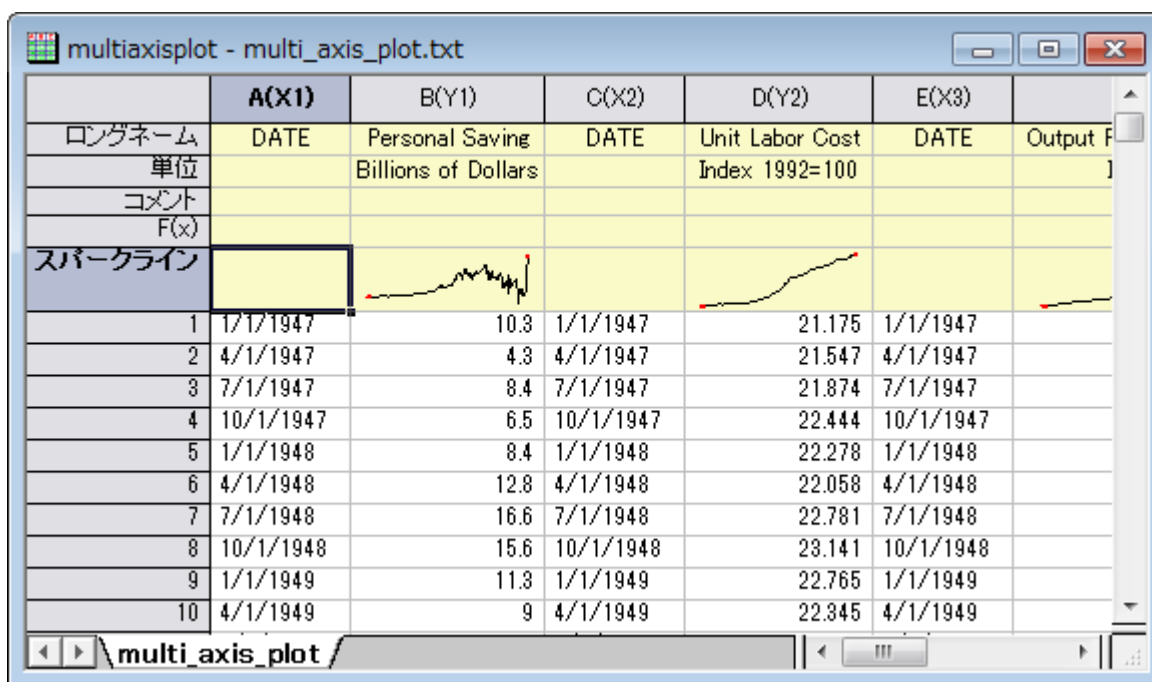 multiaxisplot - multi_axis_plot.txt
A(X1) B(Y1) C(X2) D(Y2) E(X3)
ロングネーム DATE Personal Saving DATE Unit Labor Cost DATE Output
単位 Billions of Dollars Index 1992=100
コメント
F(x)
スパークライン
1 1/1/1947 10.3 1/1/1947 21.175 1/1/1947
2 4/1/1947 4.3 4/1/1947 21.547 4/1/1947
3 7/1/1947 8.4 7/1/1947 21.874 7/1/1947
4 10/1/1947 6.5 10/1/1947 22.444 10/1/1947
5 1/1/1948 8.4 1/1/1948 22.278 1/1/1948
6 4/1/1948 12.8 4/1/1948 22.058 4/1/1948
7 7/1/1948 16.6 7/1/1948 22.781 7/1/1948
8 10/1/1948 15.6 10/1/1948 23.141 10/1/1948
9 1/1/1949 11.3 1/1/1949 22.765 1/1/1949
10 4/1/1949 9 4/1/1949 22.345 4/1/1949
multi_axis_plot